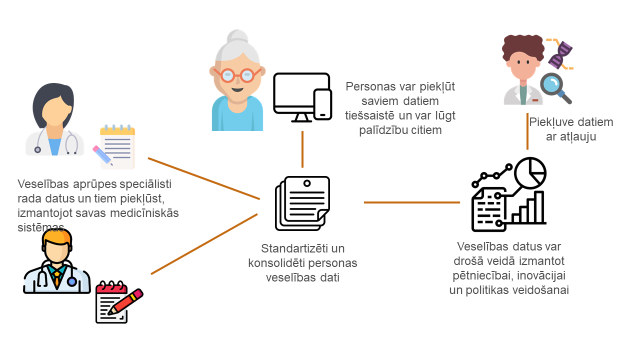 Personas var piekļūt
saviem datiem
tiešsaistē un var lūgt
palīdzību citiem
Piekļuve datiem
ar atļauju
Veselības aprūpes speciālisti
rada datus un tiem piekļūst,
izmantojot savas medicīniskās
sistēmas
Standartizēti un
konsolidēti personas
veselības dati
Veselības datus var
drošā veidā izmantot
pētniecībai, inovācijai
un politikas veidošanai